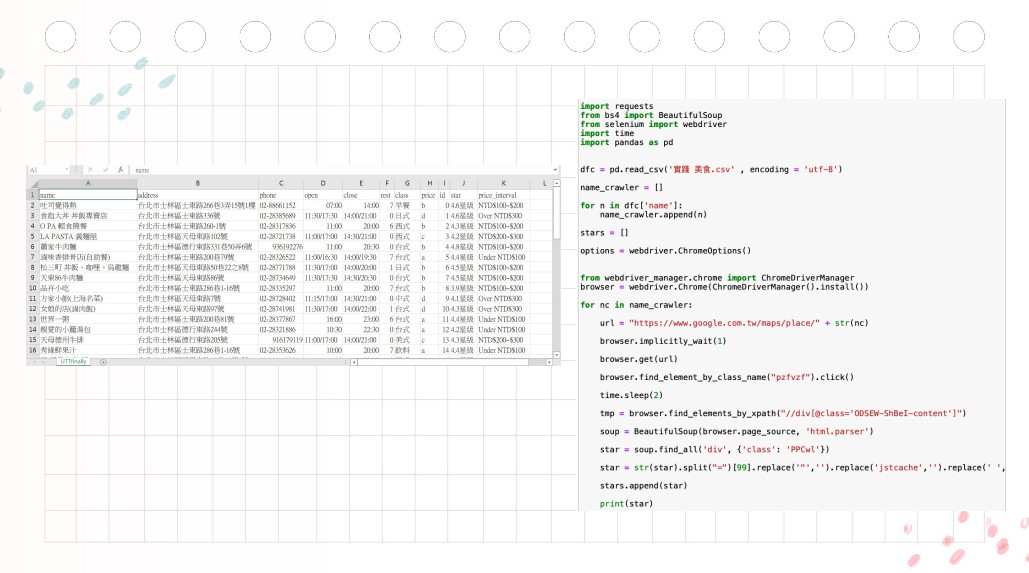 A1 fx name
A B C D E F G H I J K L
1 name address phone open close rest class price id star price_interval
2 吐可覺得熱 台北市士林區士東路266巷3弄15號1樓 02-88661152 07:00 14:00 7 早餐 b 0 4.6星級 NTD$100~$200
3 食指大丼 丼飯專賣店 台北市士林區士東路336號 02-28385689 11:30/17:30 14:00/21:00 0 日式 d 1 4.6星級 Over NTD$300
4 O PA 輕食簡餐 台北市士林區士東路260-1號 02-28317836 11:00 20:00 6 西式 b 2 4.3星級 NTD$100~$200
5 LA PASTA 義麵屋 台北市士林區天母東路102號 02-28721738 11:00/17:00 14:30/21:00 0 西式 c 3 4.2星級 NTD$200~$300
6 蕭家牛肉麵 台北市士林區德行東路331巷50弄6號 936192276 11:00 20:30 0 台式 b 4 4.8星級 NTD$100~$200
7 滷味香排骨店(自助餐) 台北市士林區士東路200巷79號 02-28326522 11:00/16:30 14:00/19:30 7 台式 a 5 4.4星級 Under NTD$100
8 松三町 丼飯、咖哩、烏龍麵 台北市士林區天母東路50巷22之8號 02-28771788 11:30/17:00 14:00/20:00 1 日式 b 6 4.5星級 NTD$100~$200
9 天東86牛肉麵 台北市士林區天母東路86號 02-28734649 11:30/17:30 14:30/20:30 0 台式 b 7 4.5星級 NTD$100~$200
10 品卉小吃 台北市士林區士東路286巷1-16號 02-28335297 11:00 20:00 7 台式 b 8 3.9星級 NTD$100~$200
11 方家小館(上海名菜) 台北市士林區天母東路7號 02-28728402 11:15/17:00 14:30/21:00 0 中式 d 9 4.1星級 Over NTD$300
12 女娘的店(滷肉飯) 台北市士林區天母東路97號 02-28741981 11:30/17:00 14:00/22:00 1 台式 d 10 4.3星級 Over NTD$300
13 世界一粥 台北市士林區士東路200巷81號 02-28377867 16:00 23:00 6 台式 a 11 4.4星級 Under NTD$100
14 樹愛的小籠湯包 台北市士林區德行東路244號 02-28321886 10:30 22:30 0 台式 a 12 4.2星級 Under NTD$100
15 天母德州牛排 台北市士林區德行東路205號 916179119 11:00/17:00 14:00/21:00 0 美式 c 13 4.3星級 NTD$200~$300
16 秀緣鮮果汁 台北市士林區士東路286巷1-16號 02-28353626 10:00 20:00 7 飲料 a 14 4.4星級 Under NTD$100
UTTfinally
import requests
from bs4 import BeautifulSoup
from selenium import webdriver
import time
import pandas as pd
dfc = pd.read_csv('實踐 美食.csv' , encoding = 'utf-8')
name_crawler = []
for n in dfc['name']:
name_crawler.append(n)
stars = []
options = webdriver.ChromeOptions()
from webdriver_manager.chrome import ChromeDriverManager
browser = webdriver.Chrome(ChromeDriverManager().install())
for nc in name_crawler:
url = "https://www.google.com.tw/maps/place/" + str(nc)
browser.implicitly_wait(1)
browser.get(url)
browser.find_element_by_class_name("pzfvzf").click()
time.sleep(2)
tmp = browser.find_elements_by_xpath("//div[@class='ODSEW-ShBeI-content']")
soup = BeautifulSoup(browser.page_source, 'html.parser')
star = soup.find_all('div', {'class': 'PPCwl'})
star = str(star).split("=")[99].replace('"','').replace('jstcache','').replace(' ',
stars.append(star)
print(star)